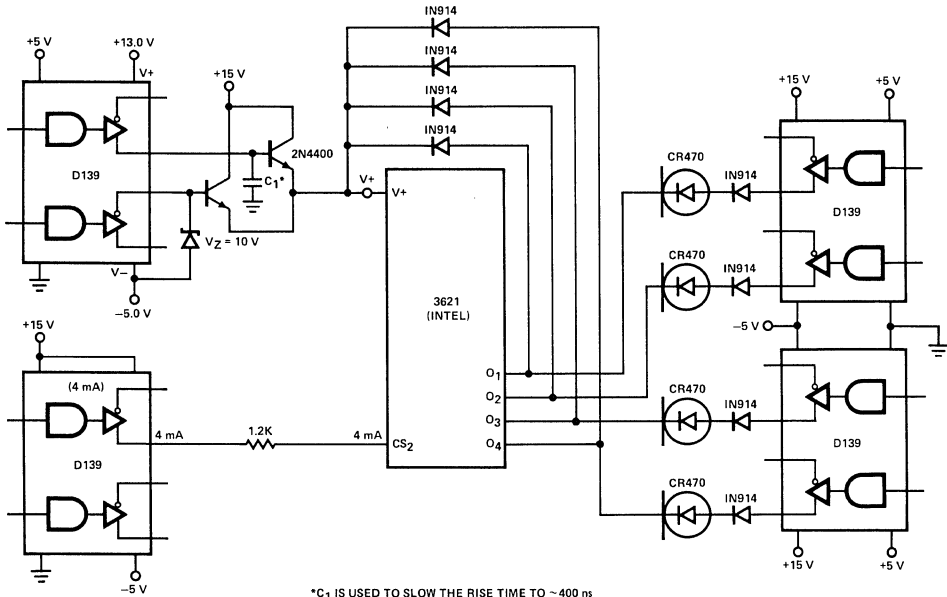 IN914
IN914
IN914
IN914
+5 V
+13.0 V
V+
+15 V
2N4400
C1*
D139
VZ = 10 V
V−
−5.0 V
V+
V+
3621
(INTEL)
O1
O2
O3
O4
CS2
+15 V
(4 mA)
4 mA
1.2K
4 mA
D139
−5 V
+15 V
+5 V
CR470
IN914
D139
CR470
IN914
−5 V
CR470
IN914
D139
CR470
IN914
+15 V
+5 V
*C1 IS USED TO SLOW THE RISE TIME TO ~400 ns